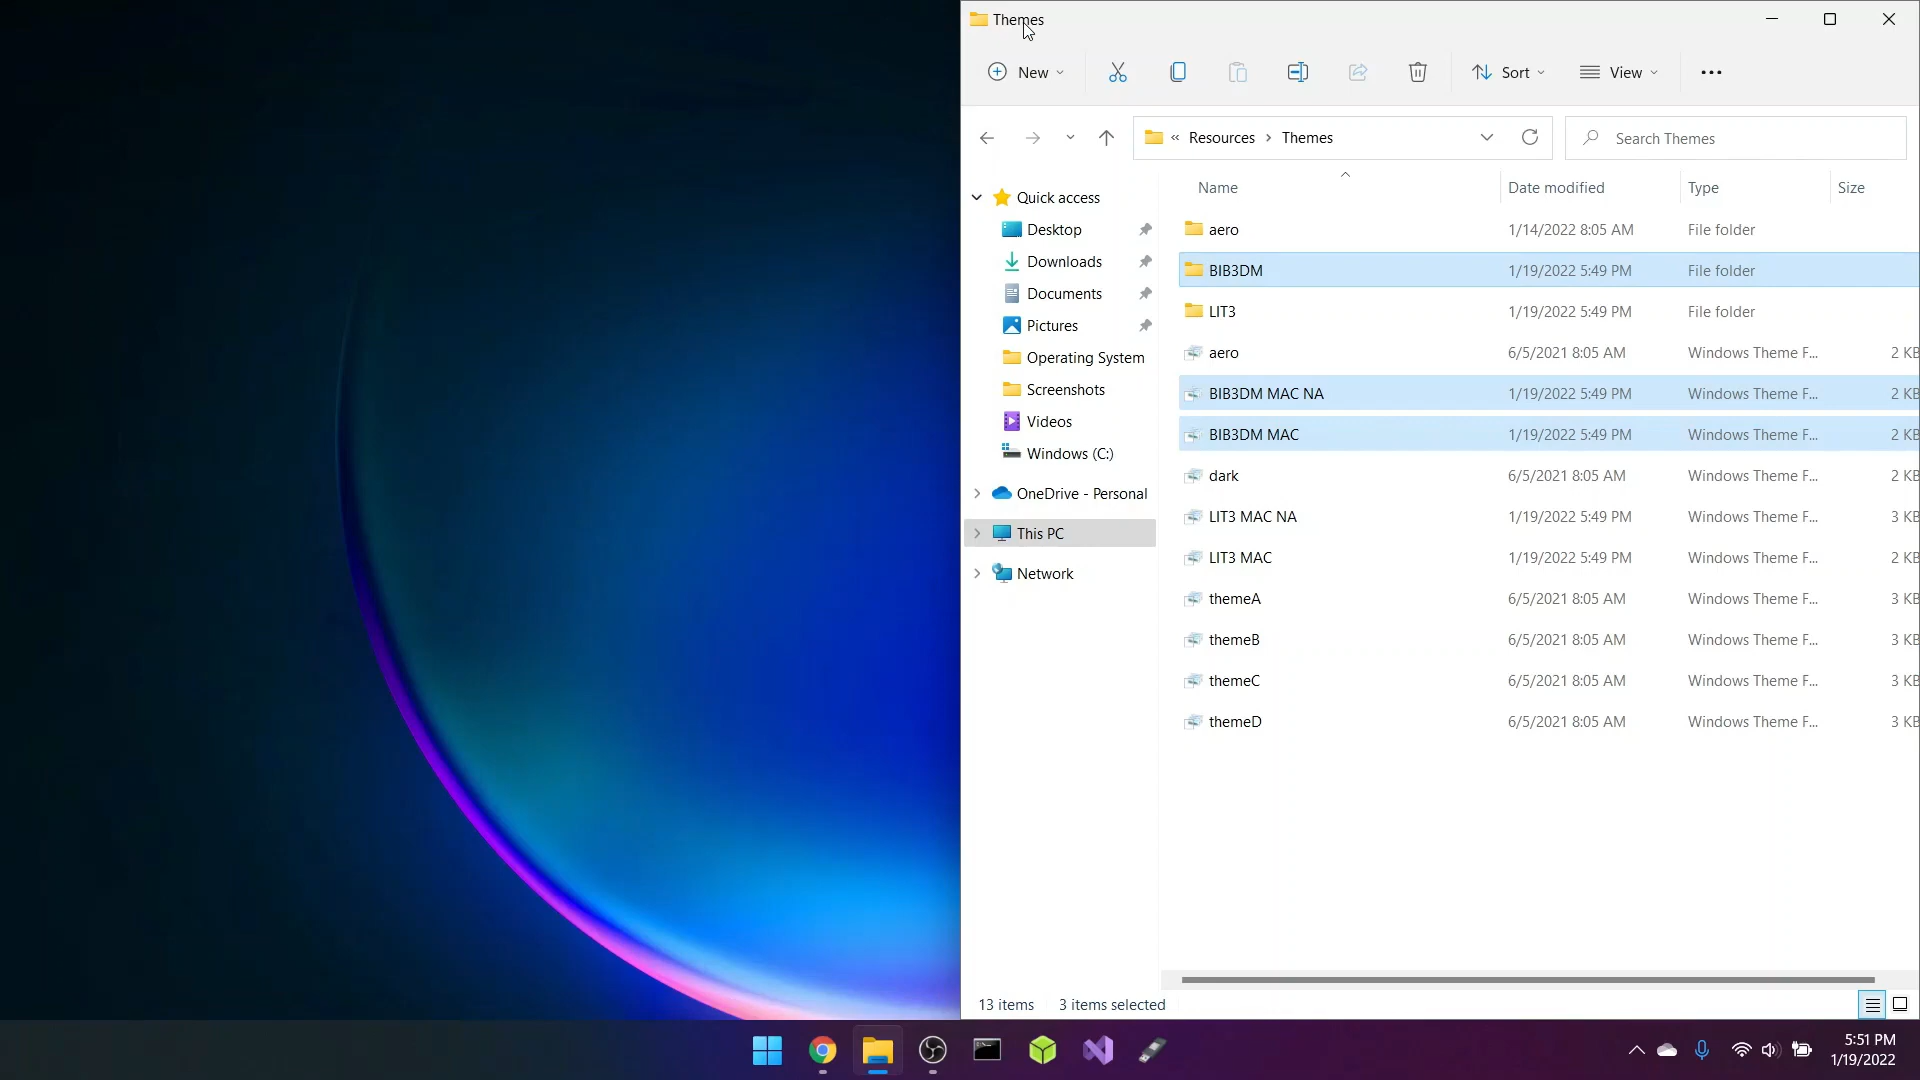 Themes
New
Sort
View
« Resources > Themes
Search Themes
Name Date modified Type Size
Quick access
Desktop
Downloads
Documents
Pictures
Operating System
Screenshots
Videos
Windows (C:)
OneDrive - Personal
This PC
Network
aero 1/14/2022 8:05 AM File folder
BIB3DM 1/19/2022 5:49 PM File folder
LIT3 1/19/2022 5:49 PM File folder
aero 6/5/2021 8:05 AM Windows Theme F... 2 KB
BIB3DM MAC NA 1/19/2022 5:49 PM Windows Theme F... 2 KB
BIB3DM MAC 1/19/2022 5:49 PM Windows Theme F... 2 KB
dark 6/5/2021 8:05 AM Windows Theme F... 2 KB
LIT3 MAC NA 1/19/2022 5:49 PM Windows Theme F... 3 KB
LIT3 MAC 1/19/2022 5:49 PM Windows Theme F... 2 KB
themeA 6/5/2021 8:05 AM Windows Theme F... 3 KB
themeB 6/5/2021 8:05 AM Windows Theme F... 3 KB
themeC 6/5/2021 8:05 AM Windows Theme F... 3 KB
themeD 6/5/2021 8:05 AM Windows Theme F... 3 KB
13 items 3 items selected
5:51 PM
1/19/2022